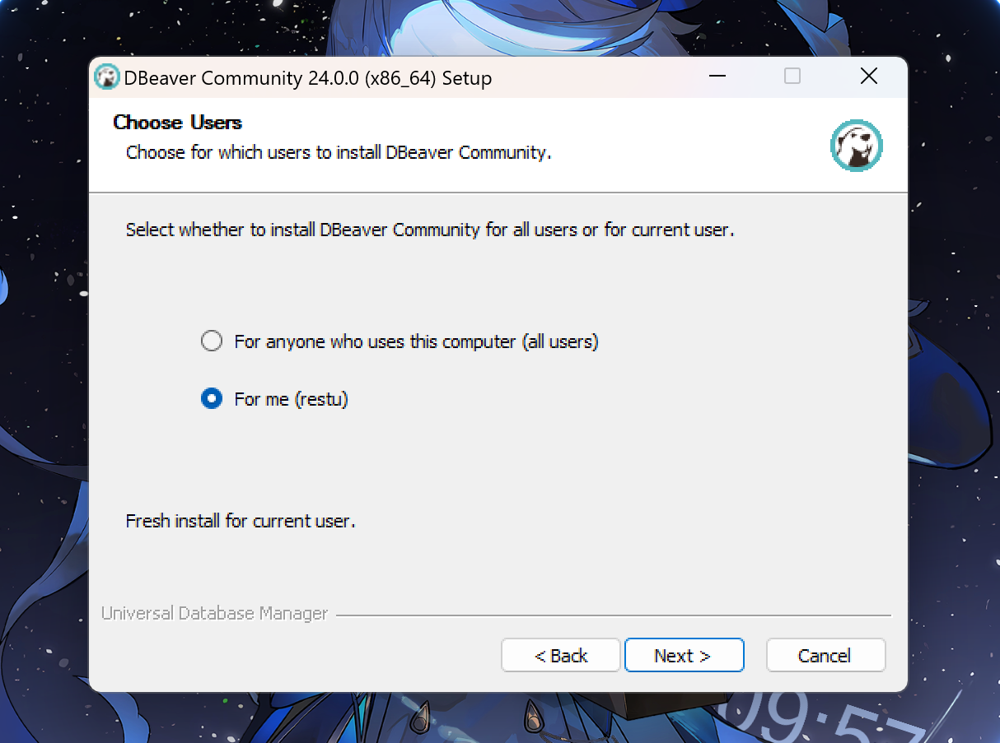 DBeaver Community 24.0.0 (x86_64) Setup
Choose Users
Choose for which users to install DBeaver Community.
Select whether to install DBeaver Community for all users or for current user.
For anyone who uses this computer (all users)
For me (restu)
Fresh install for current user.
Universal Database Manager
< Back
Next >
Cancel
09:57